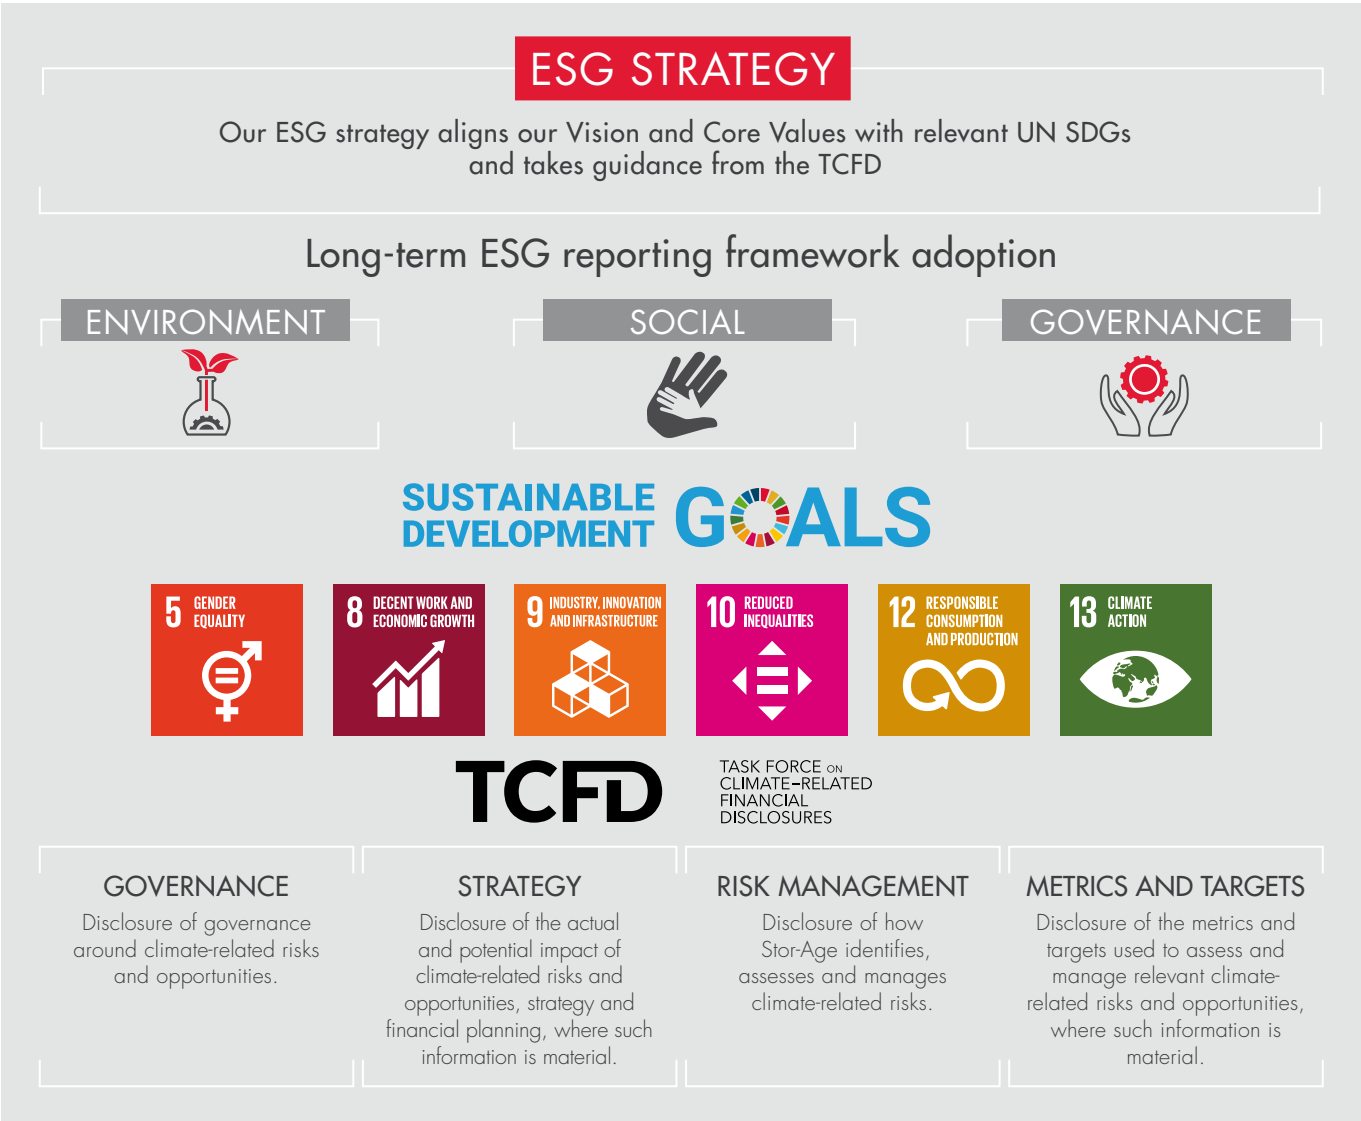 ESG STRATEGY
Our ESG strategy aligns our Vision and Core Values with relevant UN SDGs
and takes guidance from the TCFD
Long-term ESG reporting framework adoption
ENVIRONMENT
SOCIAL
GOVERNANCE
SUSTAINABLE
DEVELOPMENT
GOALS
5 GENDER
EQUALITY
8 DECENT WORK AND
ECONOMIC GROWTH
9 INDUSTRY, INNOVATION
AND INFRASTRUCTURE
10 REDUCED
INEQUALITIES
12 RESPONSIBLE
CONSUMPTION
AND PRODUCTION
13 CLIMATE
ACTION
TCFD
TASK FORCE ON
CLIMATE-RELATED
FINANCIAL
DISCLOSURES
GOVERNANCE
Disclosure of governance
around climate-related risks
and opportunities.
STRATEGY
Disclosure of the actual
and potential impact of
climate-related risks and
opportunities, strategy and
financial planning, where such
information is material.
RISK MANAGEMENT
Disclosure of how
Stor-Age identifies,
assesses and manages
climate-related risks.
METRICS AND TARGETS
Disclosure of the metrics and
targets used to assess and
manage relevant climate-
related risks and opportunities,
where such information is
material.